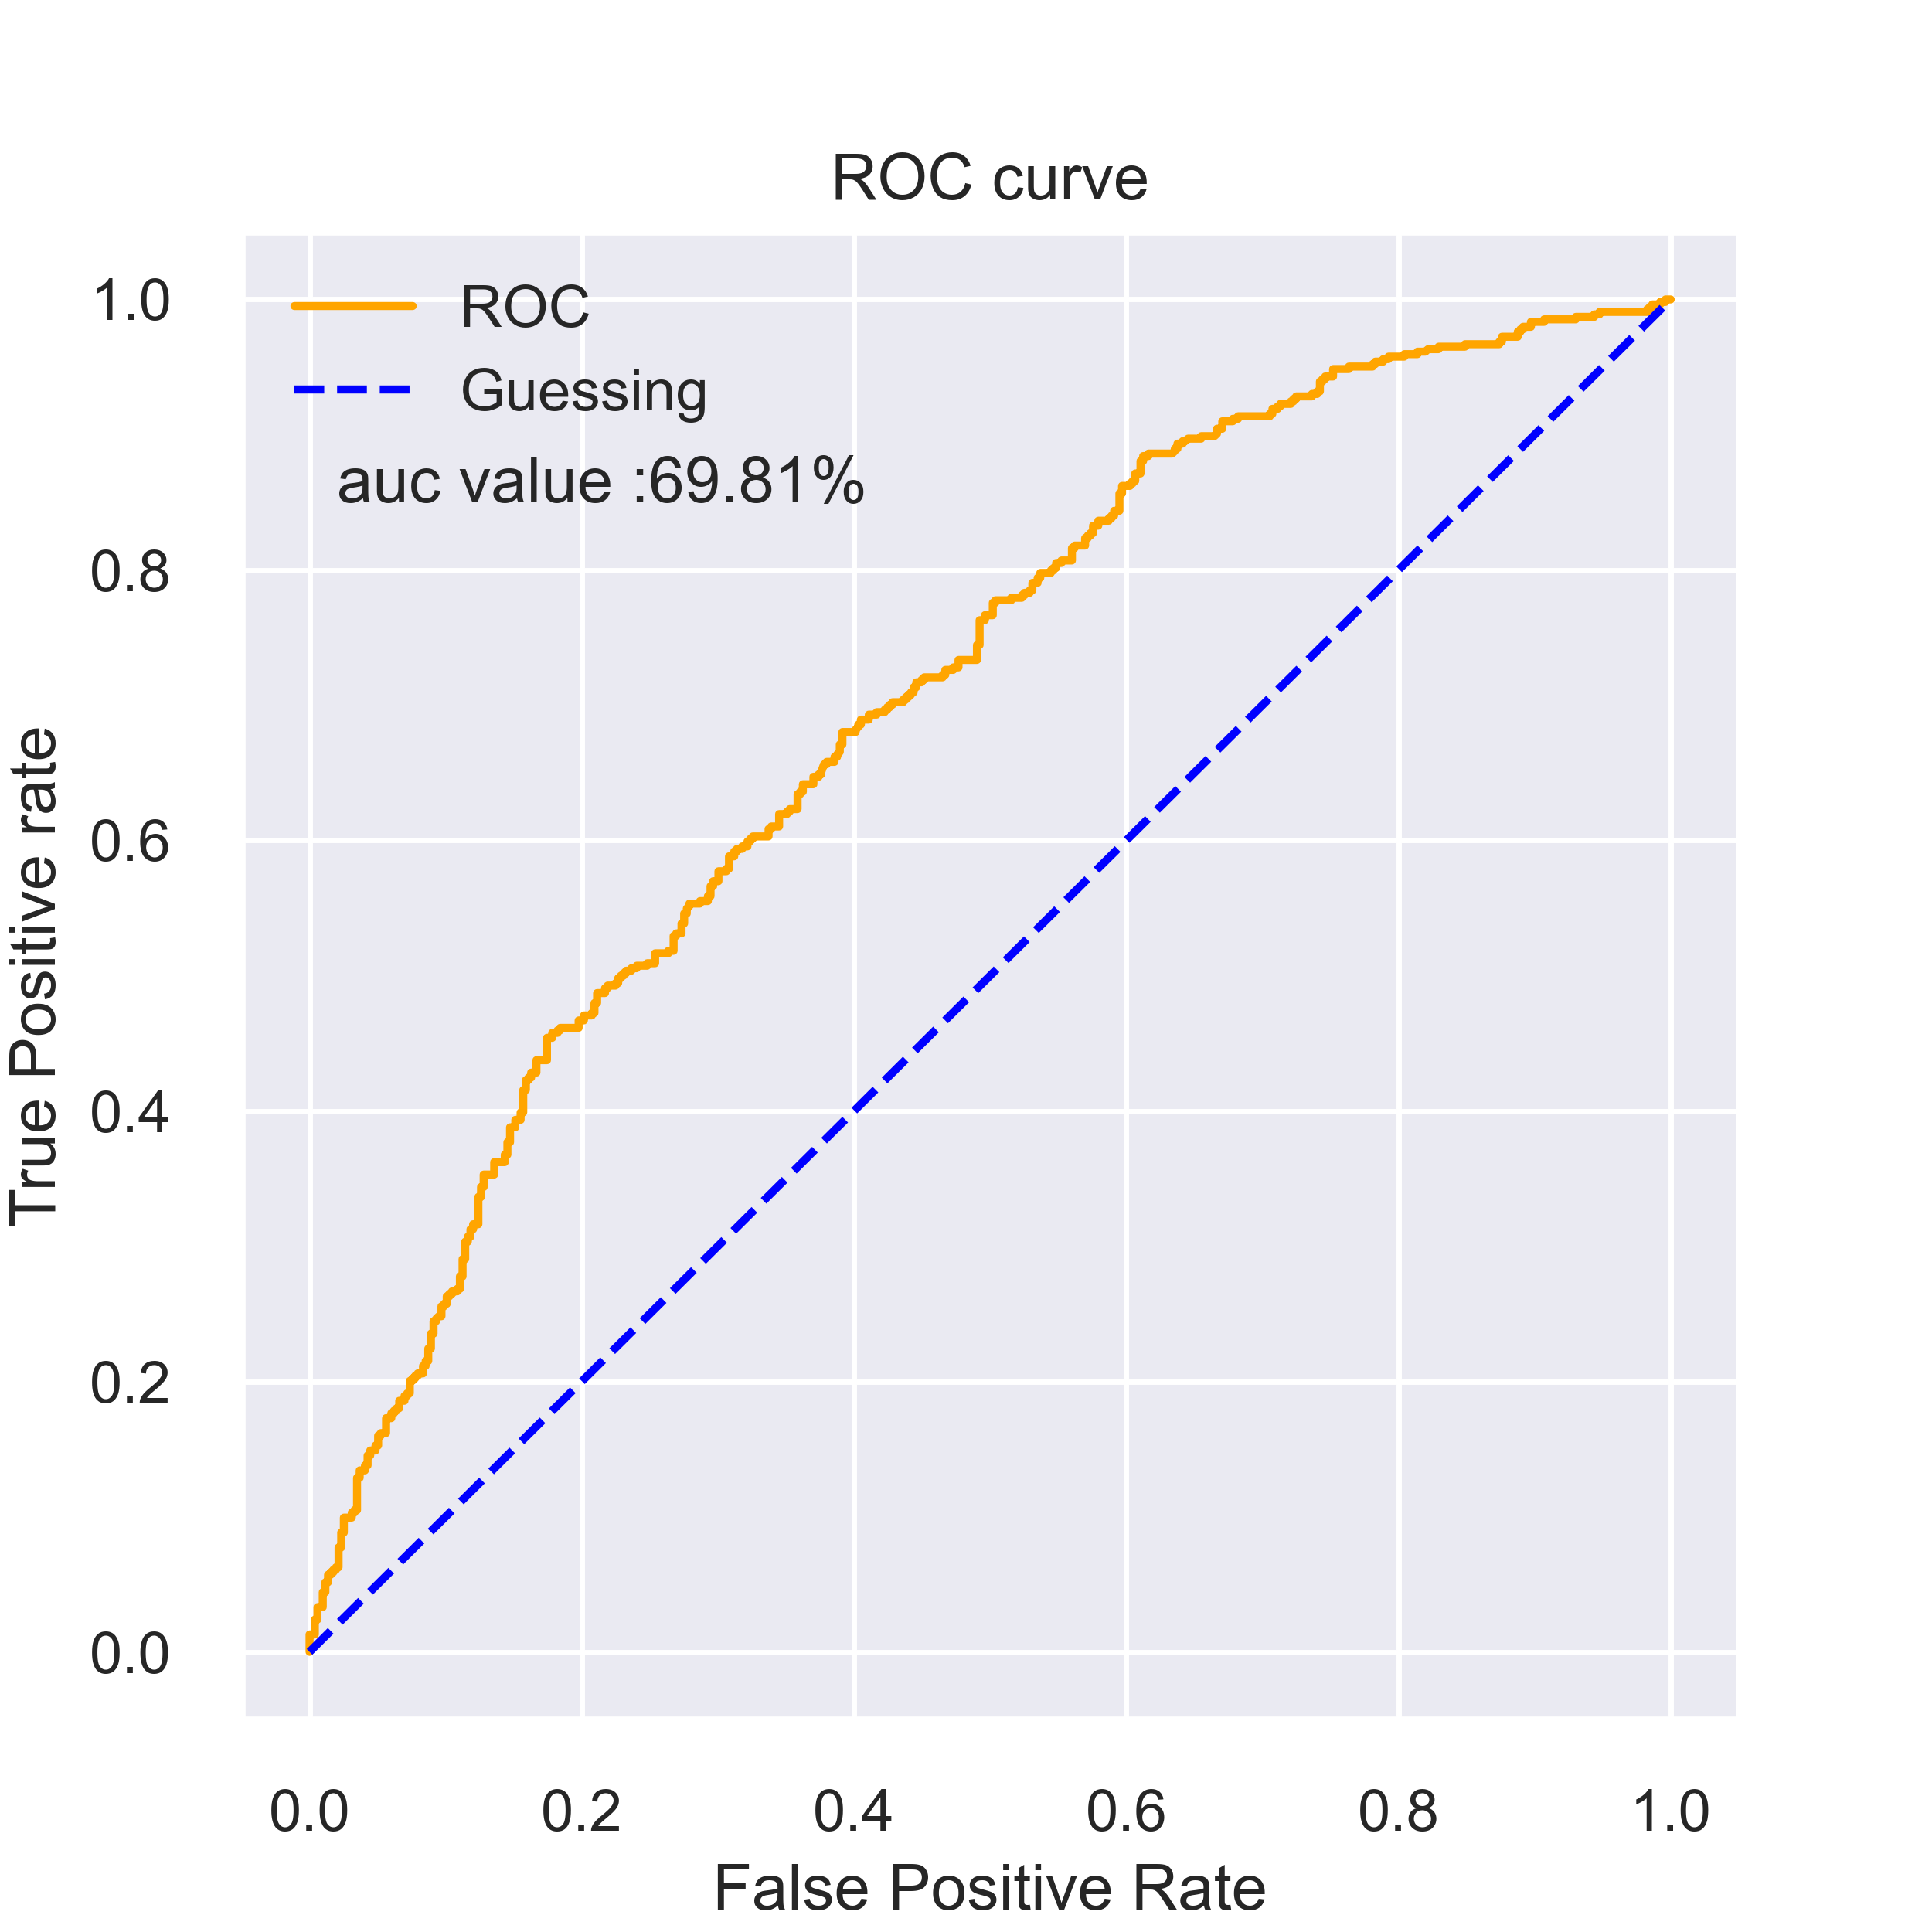 ROC curve
ROC
Guessing
auc value :69.81%
1.0
0.8
0.6
0.4
0.2
0.0
True Positive rate
0.0 0.2 0.4 0.6 0.8 1.0
False Positive Rate